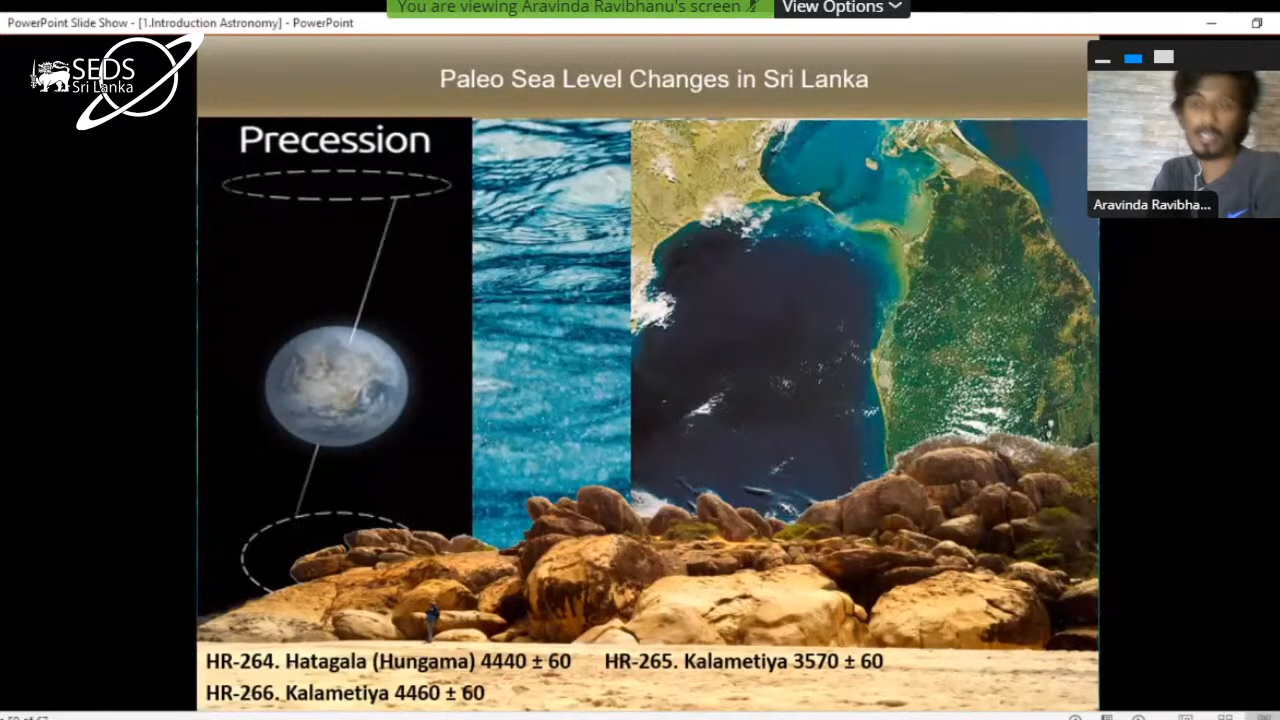 You are viewing Aravinda Ravibhanu's screen
View Options
PowerPoint Slide Show - [1.Introduction Astronomy] - PowerPoint
SEDS
Sri Lanka
Paleo Sea Level Changes in Sri Lanka
Precession
Aravinda Ravibha...
HR-264. Hatagala (Hungama) 4440 ± 60 HR-265. Kalametiya 3570 ± 60
HR-266. Kalametiya 4460 ± 60